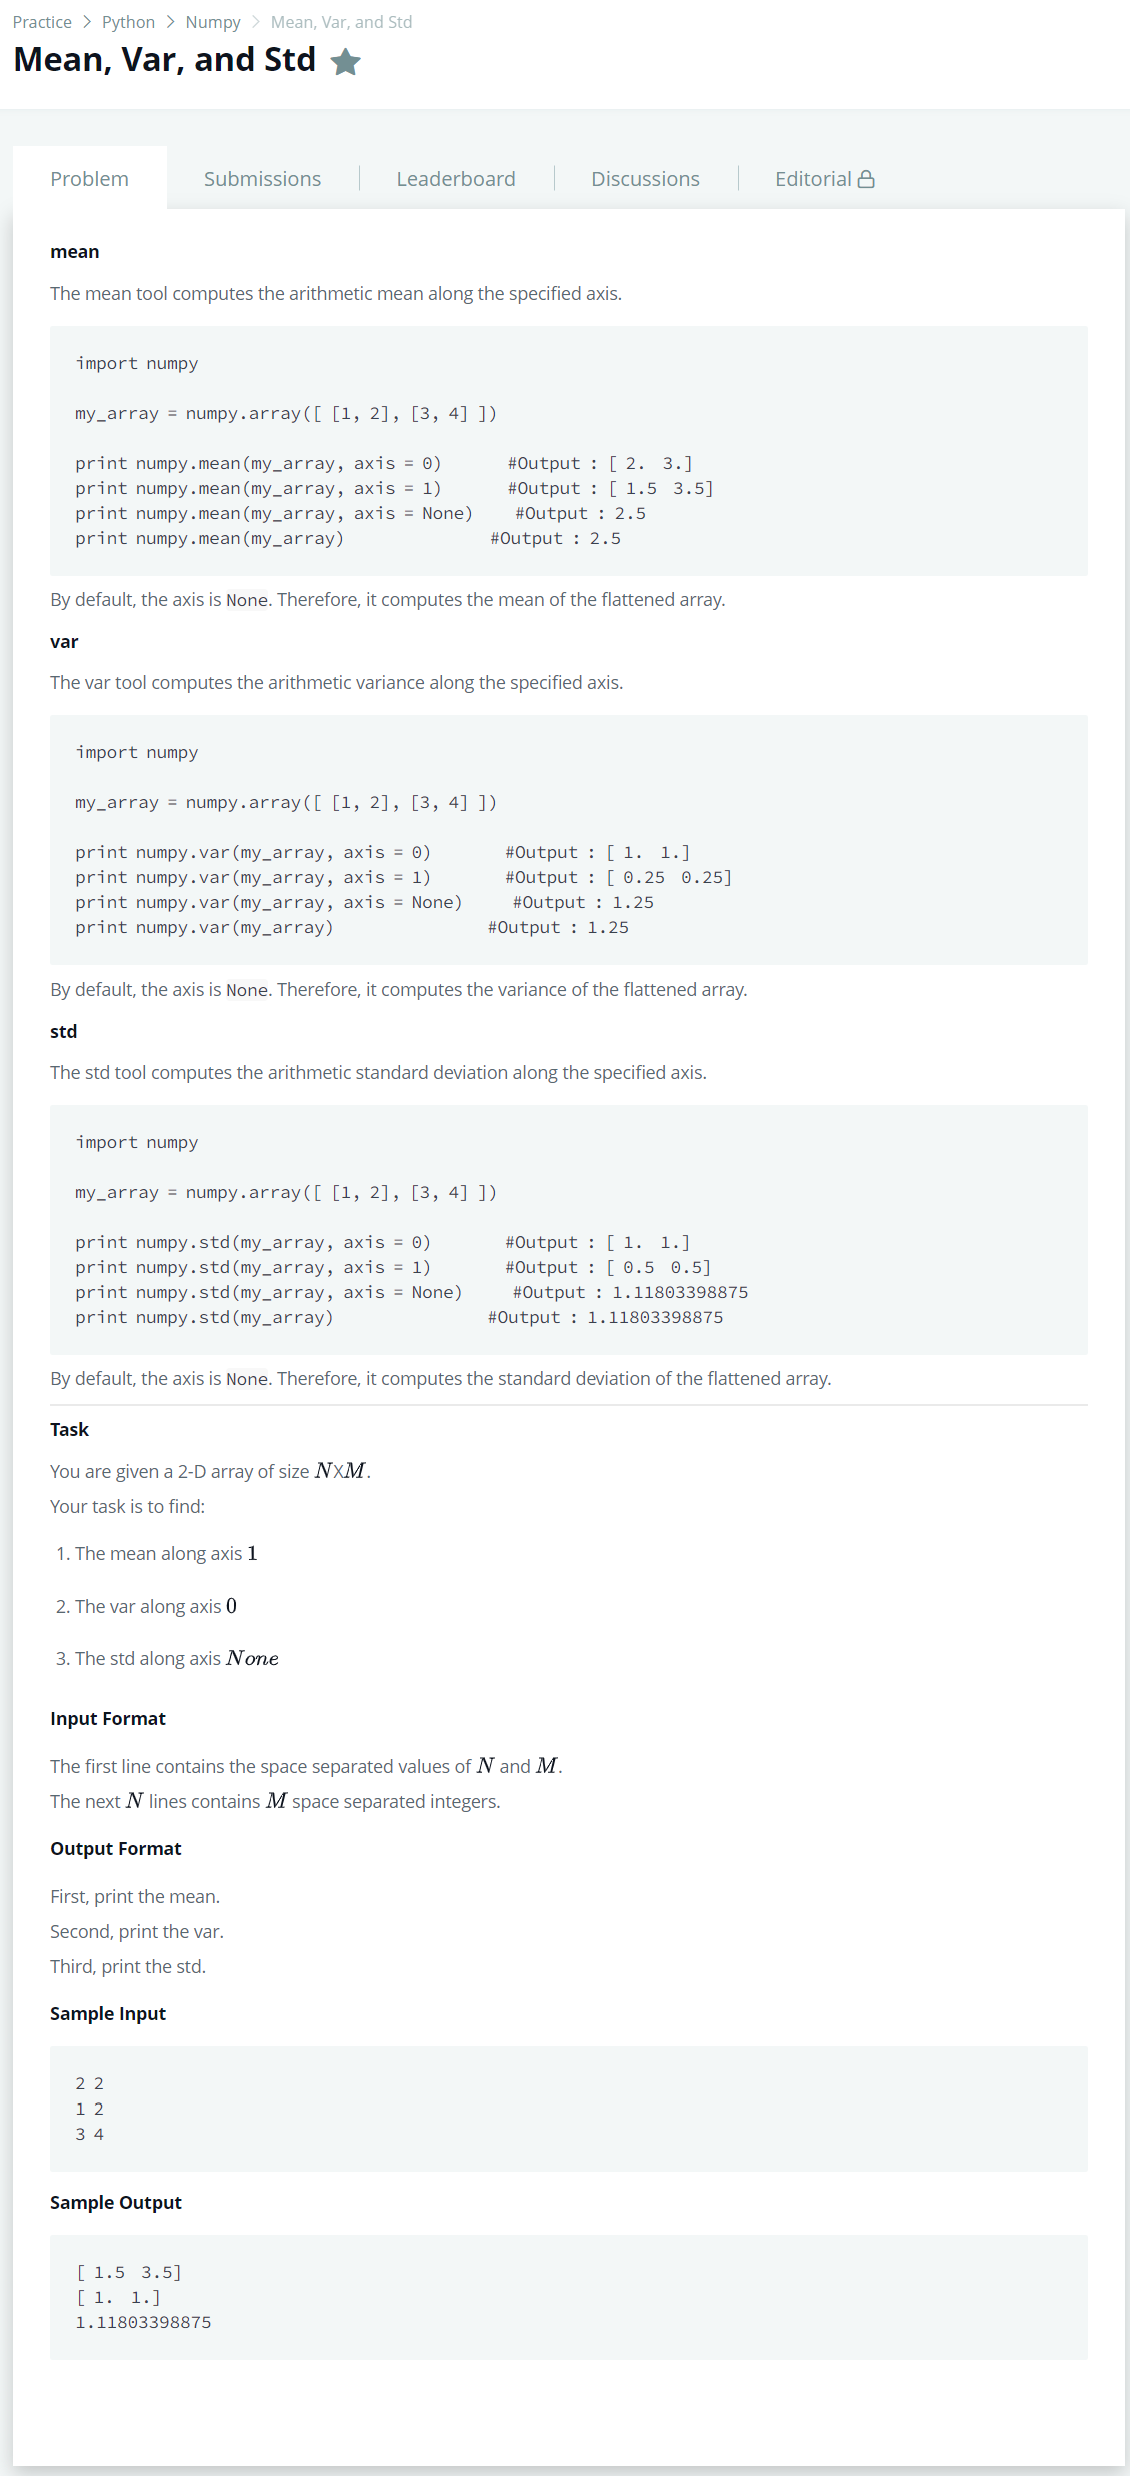 Practice > Python > Numpy > Mean, Var, and Std
Mean, Var, and Std
Problem
Submissions
Leaderboard
Discussions
Editorial
mean
The mean tool computes the arithmetic mean along the specified axis.
import numpy
my_array = numpy.array([ [1, 2], [3, 4] ])
print numpy.mean(my_array, axis = 0)        #Output : [ 2.  3.]
print numpy.mean(my_array, axis = 1)        #Output : [ 1.5  3.5]
print numpy.mean(my_array, axis = None)     #Output : 2.5
print numpy.mean(my_array)                  #Output : 2.5
By default, the axis is None. Therefore, it computes the mean of the flattened array.
var
The var tool computes the arithmetic variance along the specified axis.
import numpy
my_array = numpy.array([ [1, 2], [3, 4] ])
print numpy.var(my_array, axis = 0)         #Output : [ 1.  1.]
print numpy.var(my_array, axis = 1)         #Output : [ 0.25  0.25]
print numpy.var(my_array, axis = None)      #Output : 1.25
print numpy.var(my_array)                   #Output : 1.25
By default, the axis is None. Therefore, it computes the variance of the flattened array.
std
The std tool computes the arithmetic standard deviation along the specified axis.
import numpy
my_array = numpy.array([ [1, 2], [3, 4] ])
print numpy.std(my_array, axis = 0)         #Output : [ 1.  1.]
print numpy.std(my_array, axis = 1)         #Output : [ 0.5  0.5]
print numpy.std(my_array, axis = None)      #Output : 1.11803398875
print numpy.std(my_array)                   #Output : 1.11803398875
By default, the axis is None. Therefore, it computes the standard deviation of the flattened array.
Task
You are given a 2-D array of size NXM.
Your task is to find:
1. The mean along axis 1
2. The var along axis 0
3. The std along axis None
Input Format
The first line contains the space separated values of N and M.
The next N lines contains M space separated integers.
Output Format
First, print the mean.
Second, print the var.
Third, print the std.
Sample Input
2 2
1 2
3 4
Sample Output
[ 1.5  3.5]
[ 1.  1.]
1.11803398875